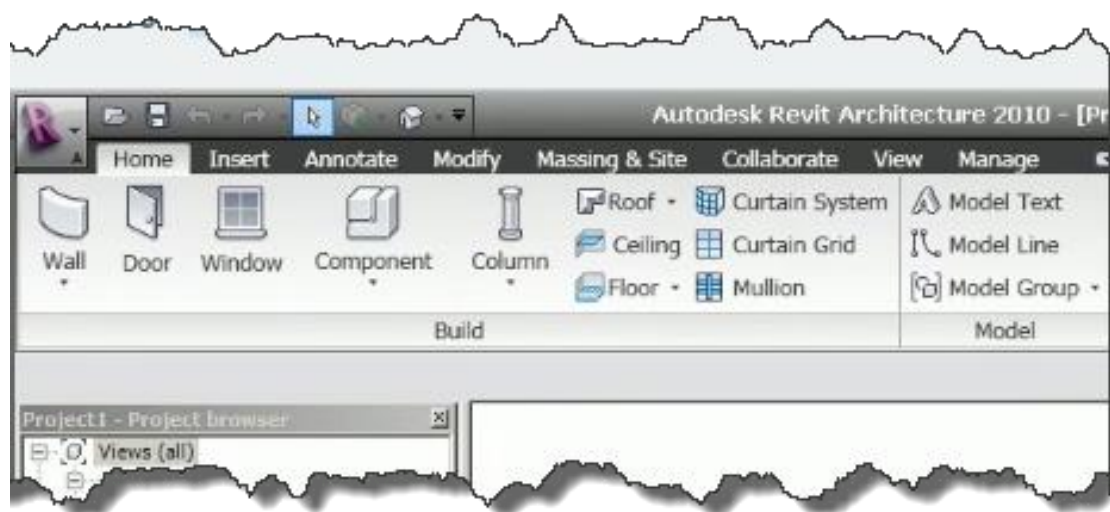 Autodesk Revit Architecture 2010 - [Pr
Home Insert Annotate Modify Massing & Site Collaborate View Manage
Wall Door Window Component Column
Roof Curtain System Model Text
Ceiling Curtain Grid Model Line
Floor Mullion Model Group
Build Model
Project1 - Project browser
Views (all)